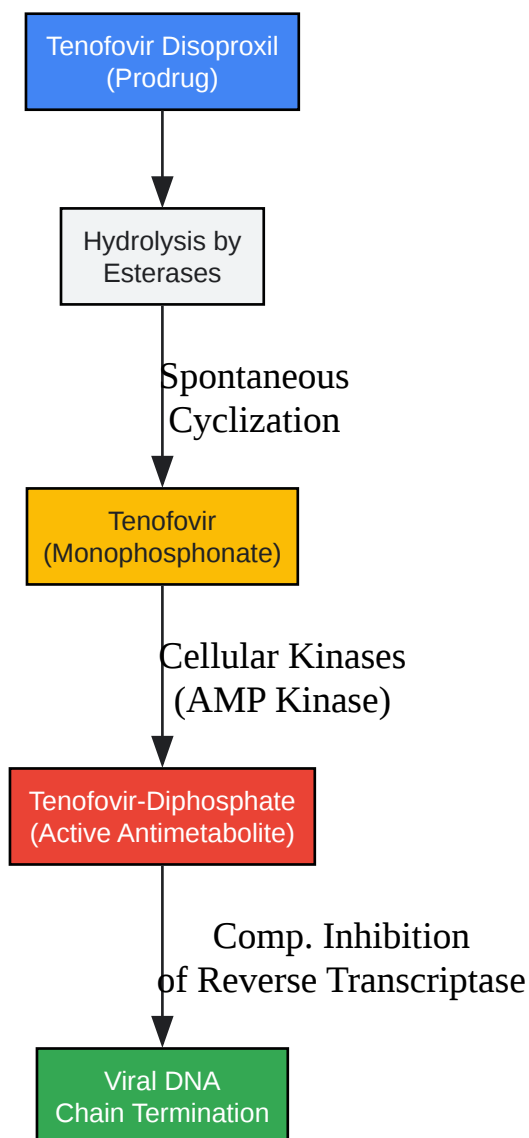 Tenofovir Disoproxil
(Prodrug)
Hydrolysis by
Esterases
Spontaneous
Cyclization
Tenofovir
(Monophosphonate)
Cellular Kinases
(AMP Kinase)
Tenofovir-Diphosphate
(Active Antimetabolite)
Comp. Inhibition
of Reverse Transcriptase
Viral DNA
Chain Termination